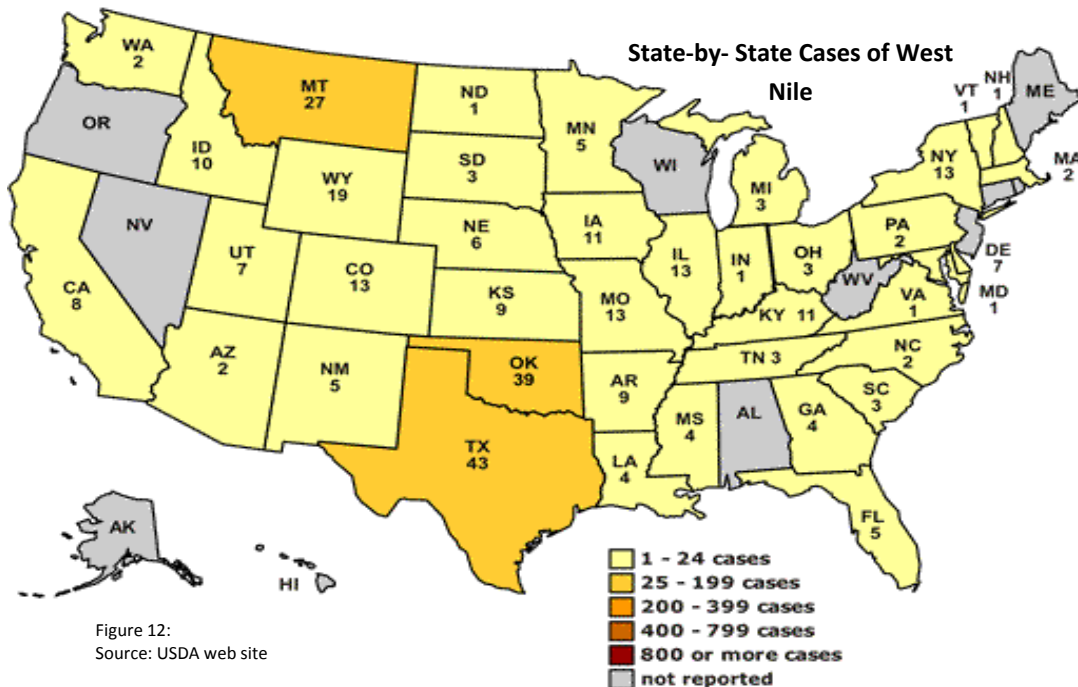 State-by- State Cases of West
Nile
WA
2
MT
27
ND
1
MN
5
VT
1
NH
1
ME
OR
ID
10
SD
3
WI
NY
13
MA
2
WY
19
MI
3
NV
NE
6
IA
11
PA
2
UT
7
CO
13
IL
13
IN
1
OH
3
DE
7
CA
8
KS
9
MO
13
WV
VA
1
MD
1
KY 11
AZ
2
NM
5
OK
39
AR
9
TN 3
NC
2
SC
3
MS
4
AL
GA
4
TX
43
LA
4
FL
5
AK
HI
1 - 24 cases
25 - 199 cases
200 - 399 cases
400 - 799 cases
800 or more cases
not reported
Figure 12:
Source: USDA web site